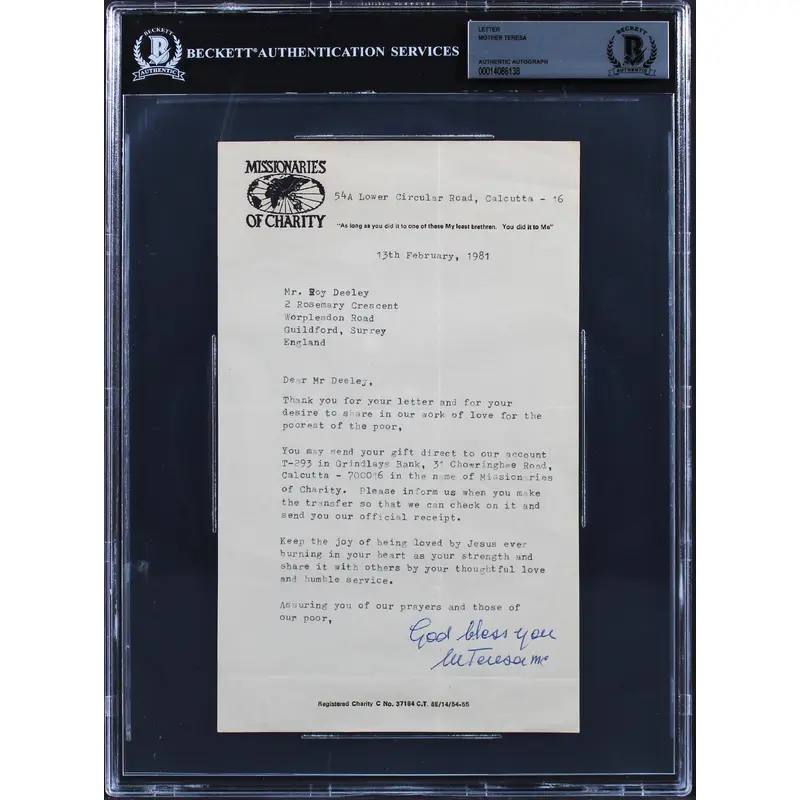 BECKETT
B
AUTHENTIC
BECKETT® AUTHENTICATION SERVICES
LETTER
MOTHER TERESA
AUTHENTIC AUTOGRAPH
00014086138
BECKETT
B
AUTHENTIC
MISSIONARIES
OF CHARITY
54A Lower Circular Road, Calcutta - 16
"As long as you did it to one of these My least brethren. You did it to Me"
13th February, 1981
Mr. Roy Deeley
2 Rosemary Crescent
Worplesdon Road
Guildford, Surrey
England
Dear Mr Deeley,
Thank you for your letter and for your
desire to share in our work of love for the
poorest of the poor,
You may send your gift direct to our account
T-293 in Grindlays Bank, 31 Chowringhee Road,
Calcutta - 700016 in the name of Missionaries
of Charity. Please inform us when you make
the transfer so that we can check on it and
send you our official receipt.
Keep the joy of being loved by Jesus ever
burning in your heart as your strength and
share it with others by your thoughtful love
and humble service.
Assuring you of our prayers and those of
our poor,
God bless you
M Teresa mc
Registered Charity C No. 37184 C.T. 8E/14/54-55